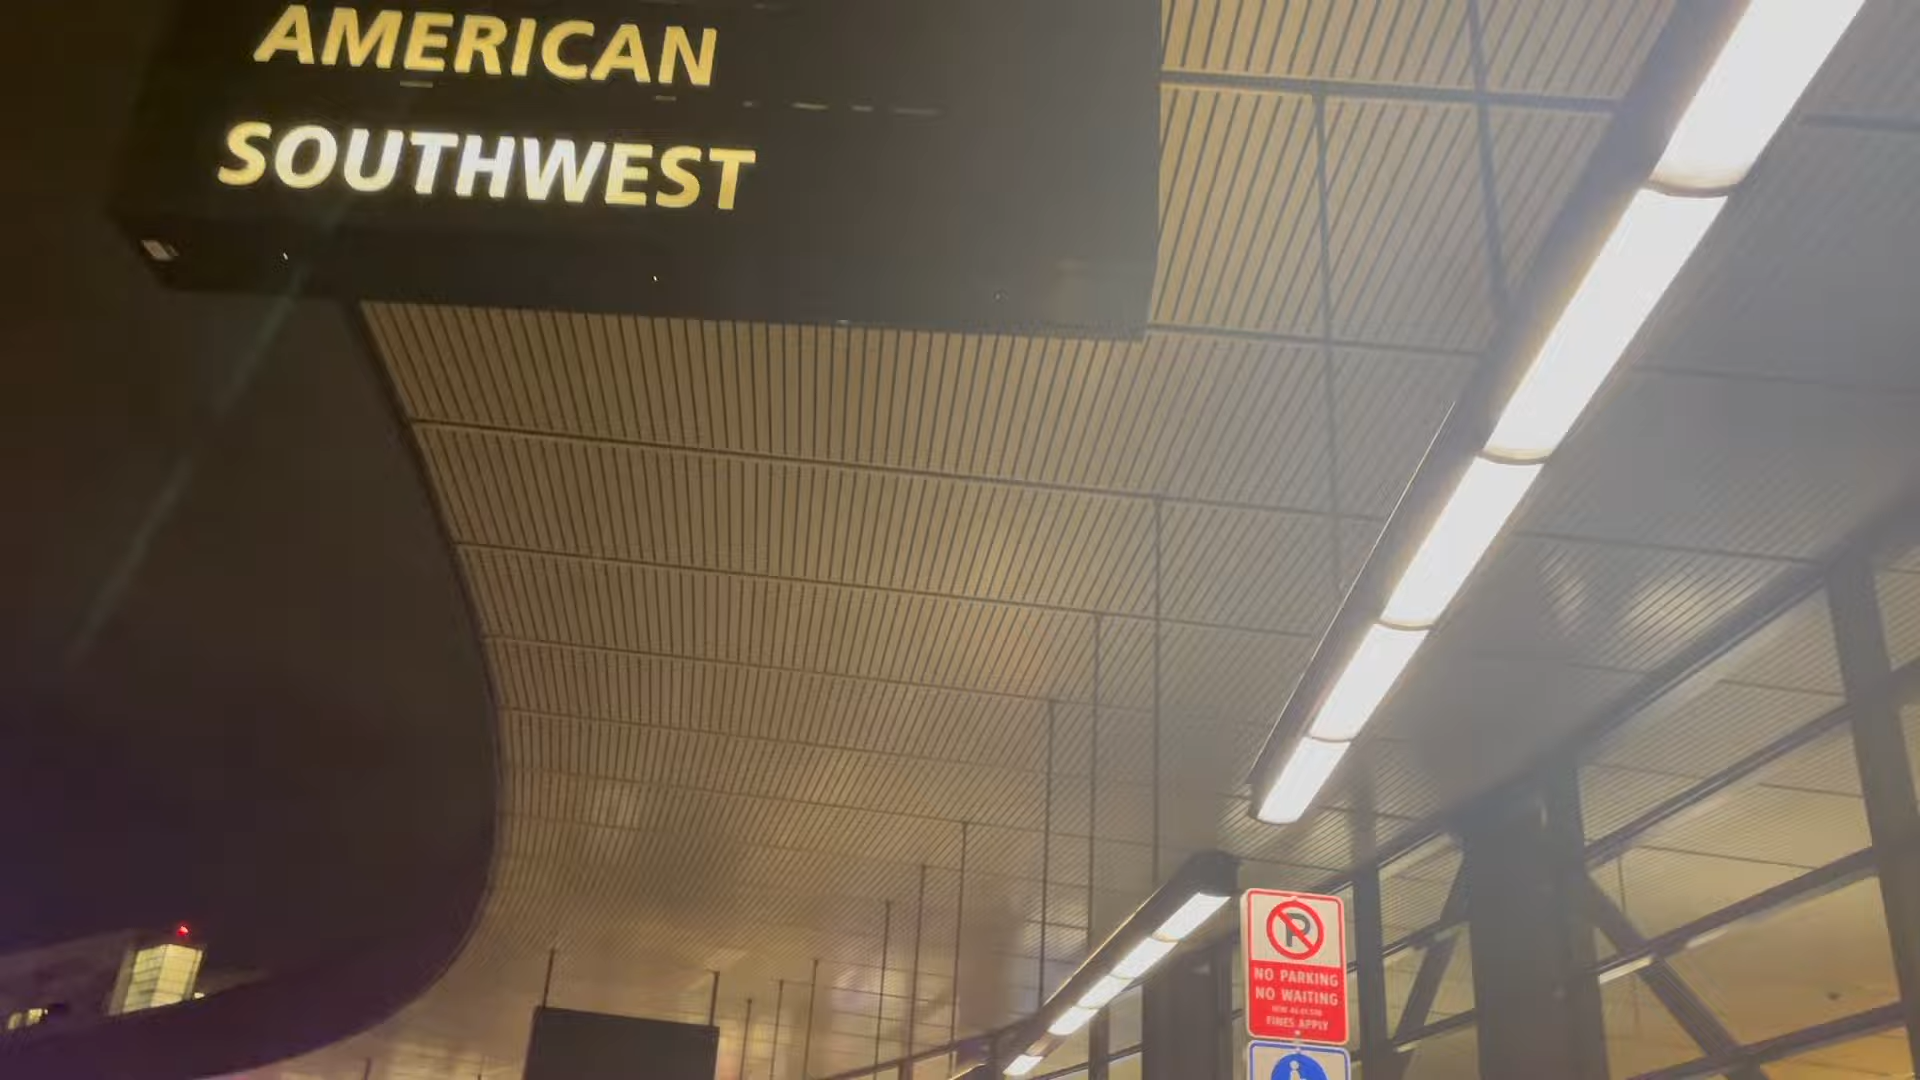 AMERICAN
SOUTHWEST
NO PARKING
NO WAITING
FINES APPLY